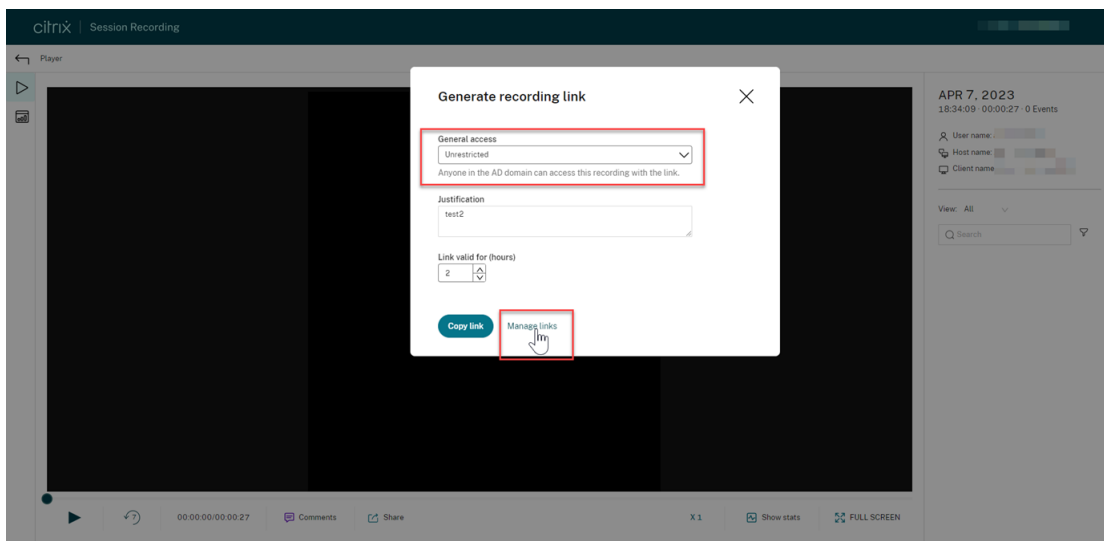 citrix | Session Recording
Player
Generate recording link
General access
Unrestricted
Anyone in the AD domain can access this recording with the link.
Justification
test2
Link valid for (hours)
2
Copy link
Manage links
APR 7, 2023
18:34:09 · 00:00:27 · 0 Events
User name:
Host name:
Client name
View: All
Search
00:00:00/00:00:27
Comments
Share
X 1
Show stats
FULL SCREEN